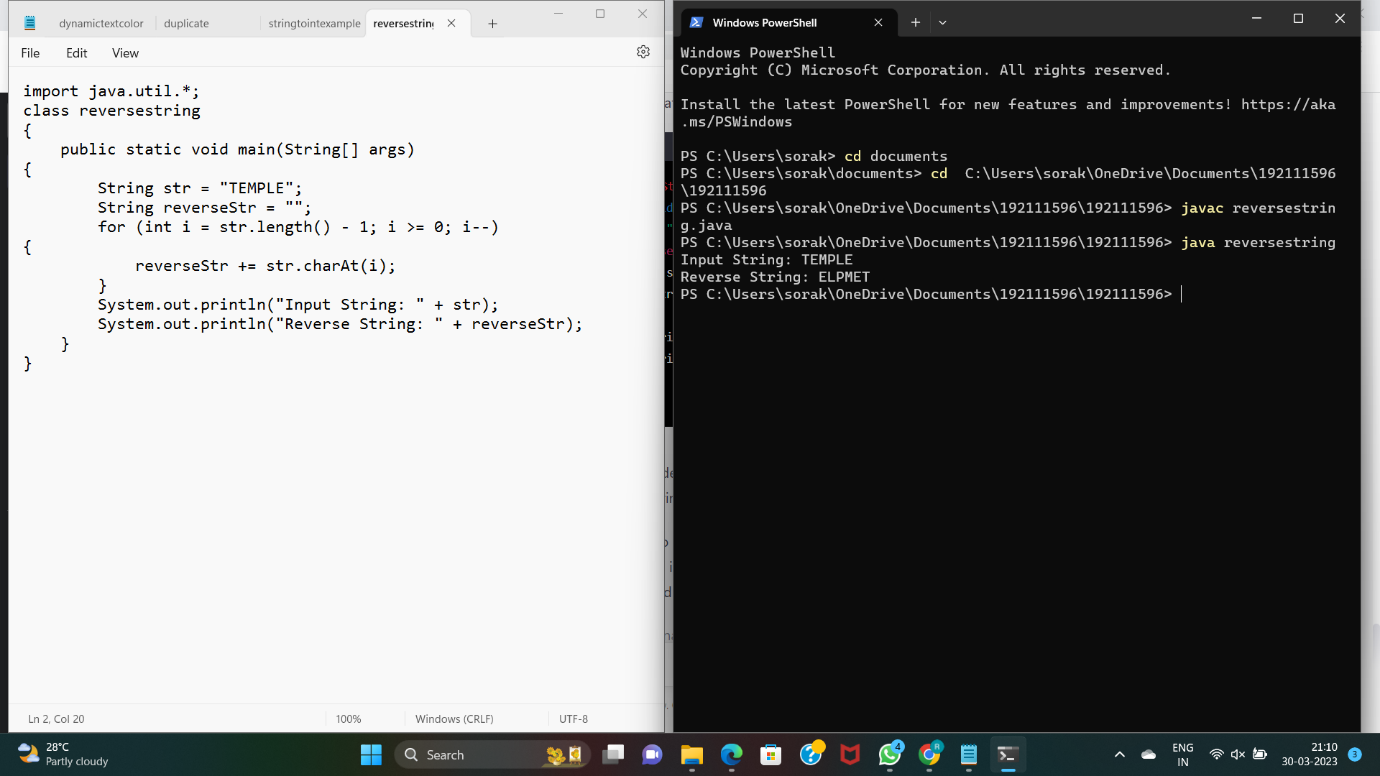 dynamictextcolor duplicate stringtointexample reversestring
File Edit View
import java.util.*;
class reversestring
{
public static void main(String[] args)
{
String str = "TEMPLE";
String reverseStr = "";
for (int i = str.length() - 1; i >= 0; i--)
{
reverseStr += str.charAt(i);
}
System.out.println("Input String: " + str);
System.out.println("Reverse String: " + reverseStr);
}
}
Ln 2, Col 20 100% Windows (CRLF) UTF-8
Windows PowerShell
Windows PowerShell
Copyright (C) Microsoft Corporation. All rights reserved.
Install the latest PowerShell for new features and improvements! https://aka
.ms/PSWindows
PS C:\Users\sorak> cd documents
PS C:\Users\sorak\documents> cd  C:\Users\sorak\OneDrive\Documents\192111596
\192111596
PS C:\Users\sorak\OneDrive\Documents\192111596\192111596> javac reversestrin
g.java
PS C:\Users\sorak\OneDrive\Documents\192111596\192111596> java reversestring
Input String: TEMPLE
Reverse String: ELPMET
PS C:\Users\sorak\OneDrive\Documents\192111596\192111596>
28°C
Partly cloudy
Search
4
R
ENG
IN
21:10
30-03-2023
3